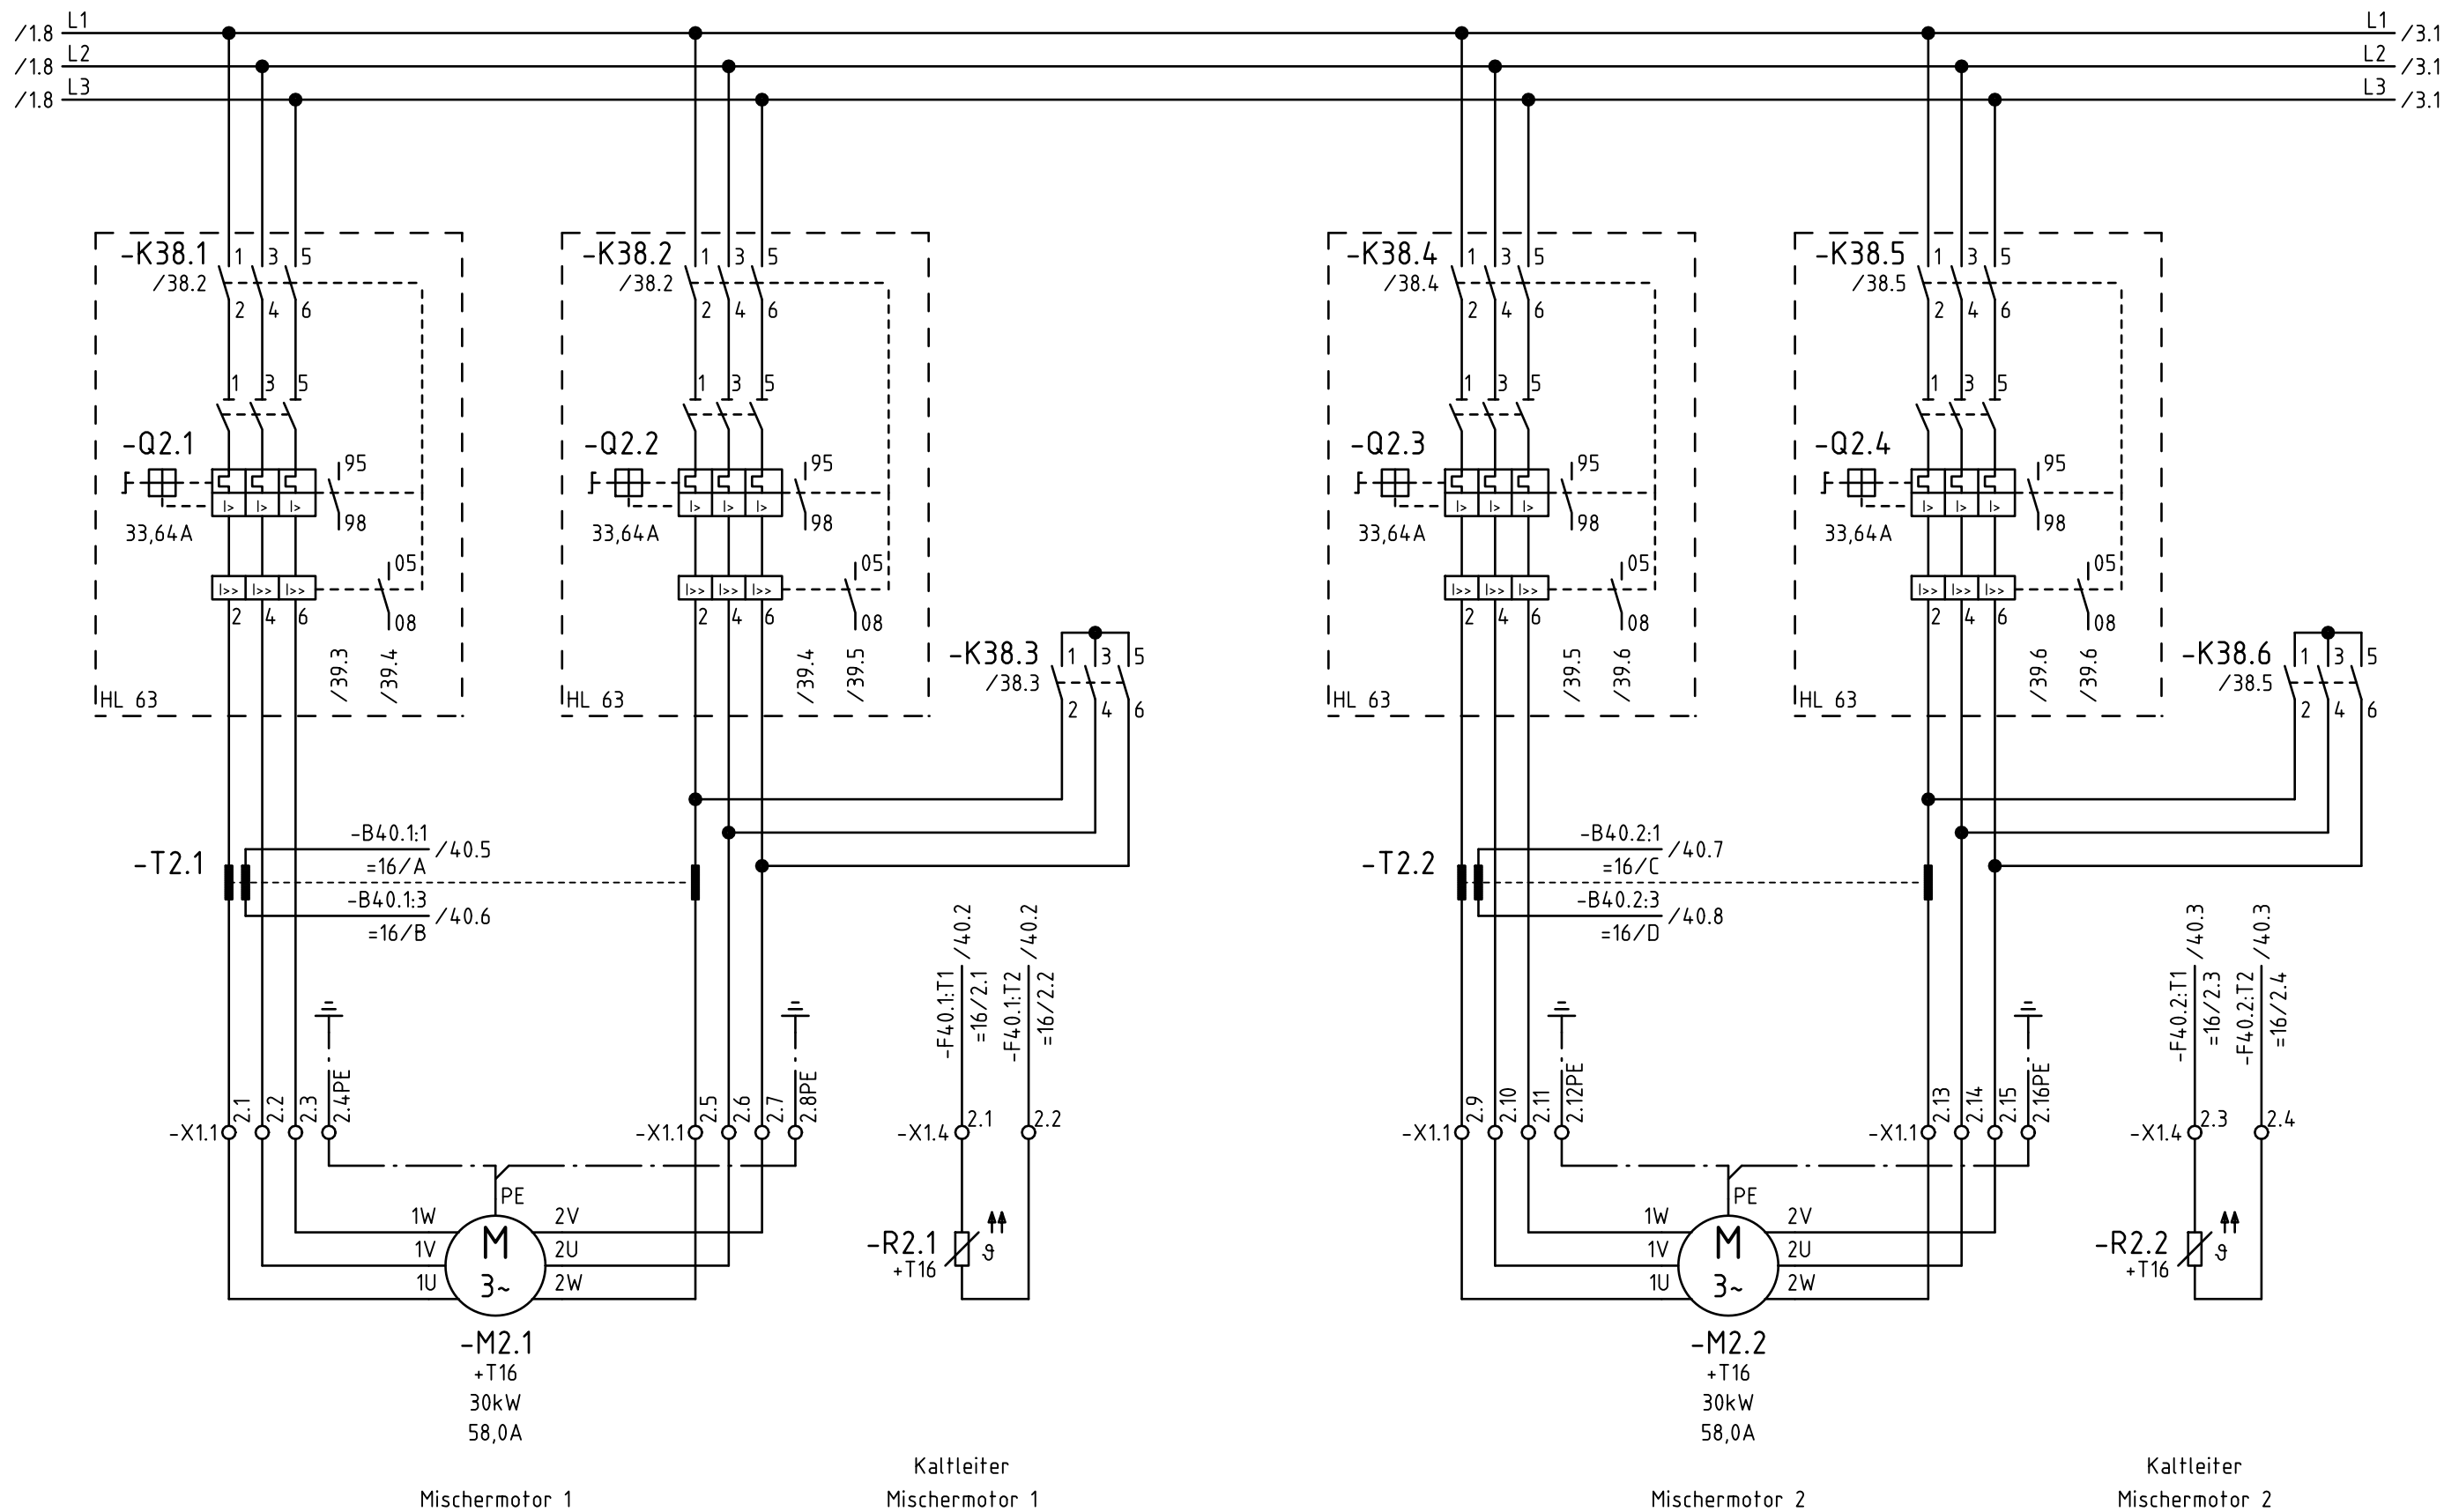 /1.8 L1 L1 /3.1
/1.8 L2 L2 /3.1
/1.8 L3 L3 /3.1
-K38.1 1 3 5
/38.2
2 4 6
1 3 5
-Q2.1
95
I> I> I>
98
33,64A
05
I>> I>> I>>
2 4 6
08
/39.3
/39.4
HL 63
-K38.2 1 3 5
/38.2
2 4 6
1 3 5
-Q2.2
95
I> I> I>
98
33,64A
05
I>> I>> I>>
2 4 6
08
/39.4
/39.5
HL 63
-K38.3 1 3 5
/38.3
2 4 6
-K38.4 1 3 5
/38.4
2 4 6
1 3 5
-Q2.3
95
I> I> I>
98
33,64A
05
I>> I>> I>>
2 4 6
08
/39.5
/39.6
HL 63
-K38.5 1 3 5
/38.5
2 4 6
1 3 5
-Q2.4
95
I> I> I>
98
33,64A
05
I>> I>> I>>
2 4 6
08
/39.6
/39.6
HL 63
-K38.6 1 3 5
/38.5
2 4 6
-T2.1
-B40.1:1 /40.5
=16/A
-B40.1:3 /40.6
=16/B
-T2.2
-B40.2:1 /40.7
=16/C
-B40.2:3 /40.8
=16/D
-F40.1:T1 /40.2
=16/2.1
-F40.1:T2 /40.2
=16/2.2
-F40.2:T1 /40.3
=16/2.3
-F40.2:T2 /40.3
=16/2.4
-X1.1 2.1 2.2 2.3 2.4PE
-X1.1 2.5 2.6 2.7 2.8PE
-X1.4 2.1 2.2
-X1.1 2.9 2.10 2.11 2.12PE
-X1.1 2.13 2.14 2.15 2.16PE
-X1.4 2.3 2.4
PE
1W M 2V
1V 2U
1U 3~ 2W
-M2.1
+T16
30kW
58,0A
-R2.1 ϑ
+T16
PE
1W M 2V
1V 2U
1U 3~ 2W
-M2.2
+T16
30kW
58,0A
-R2.2 ϑ
+T16
Mischermotor 1
Kaltleiter
Mischermotor 1
Mischermotor 2
Kaltleiter
Mischermotor 2